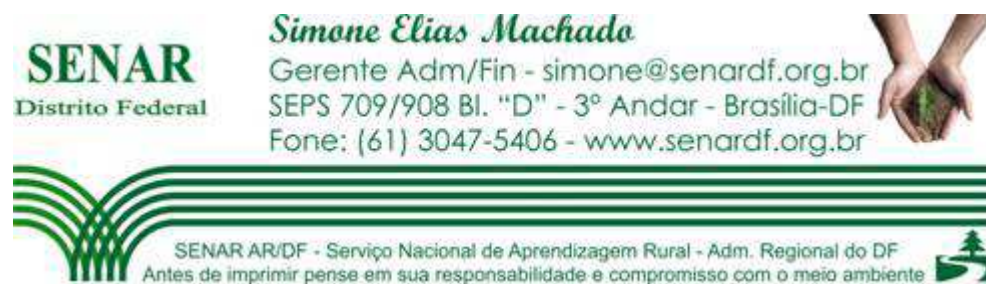 SENAR
Distrito Federal
Simone Elias Machado
Gerente Adm/Fin - simone@senardf.org.br
SEPS 709/908 Bl. “D” - 3º Andar - Brasília-DF
Fone: (61) 3047-5406 - www.senardf.org.br
SENAR AR/DF - Serviço Nacional de Aprendizagem Rural - Adm. Regional do DF
Antes de imprimir pense em sua responsabilidade e compromisso com o meio ambiente